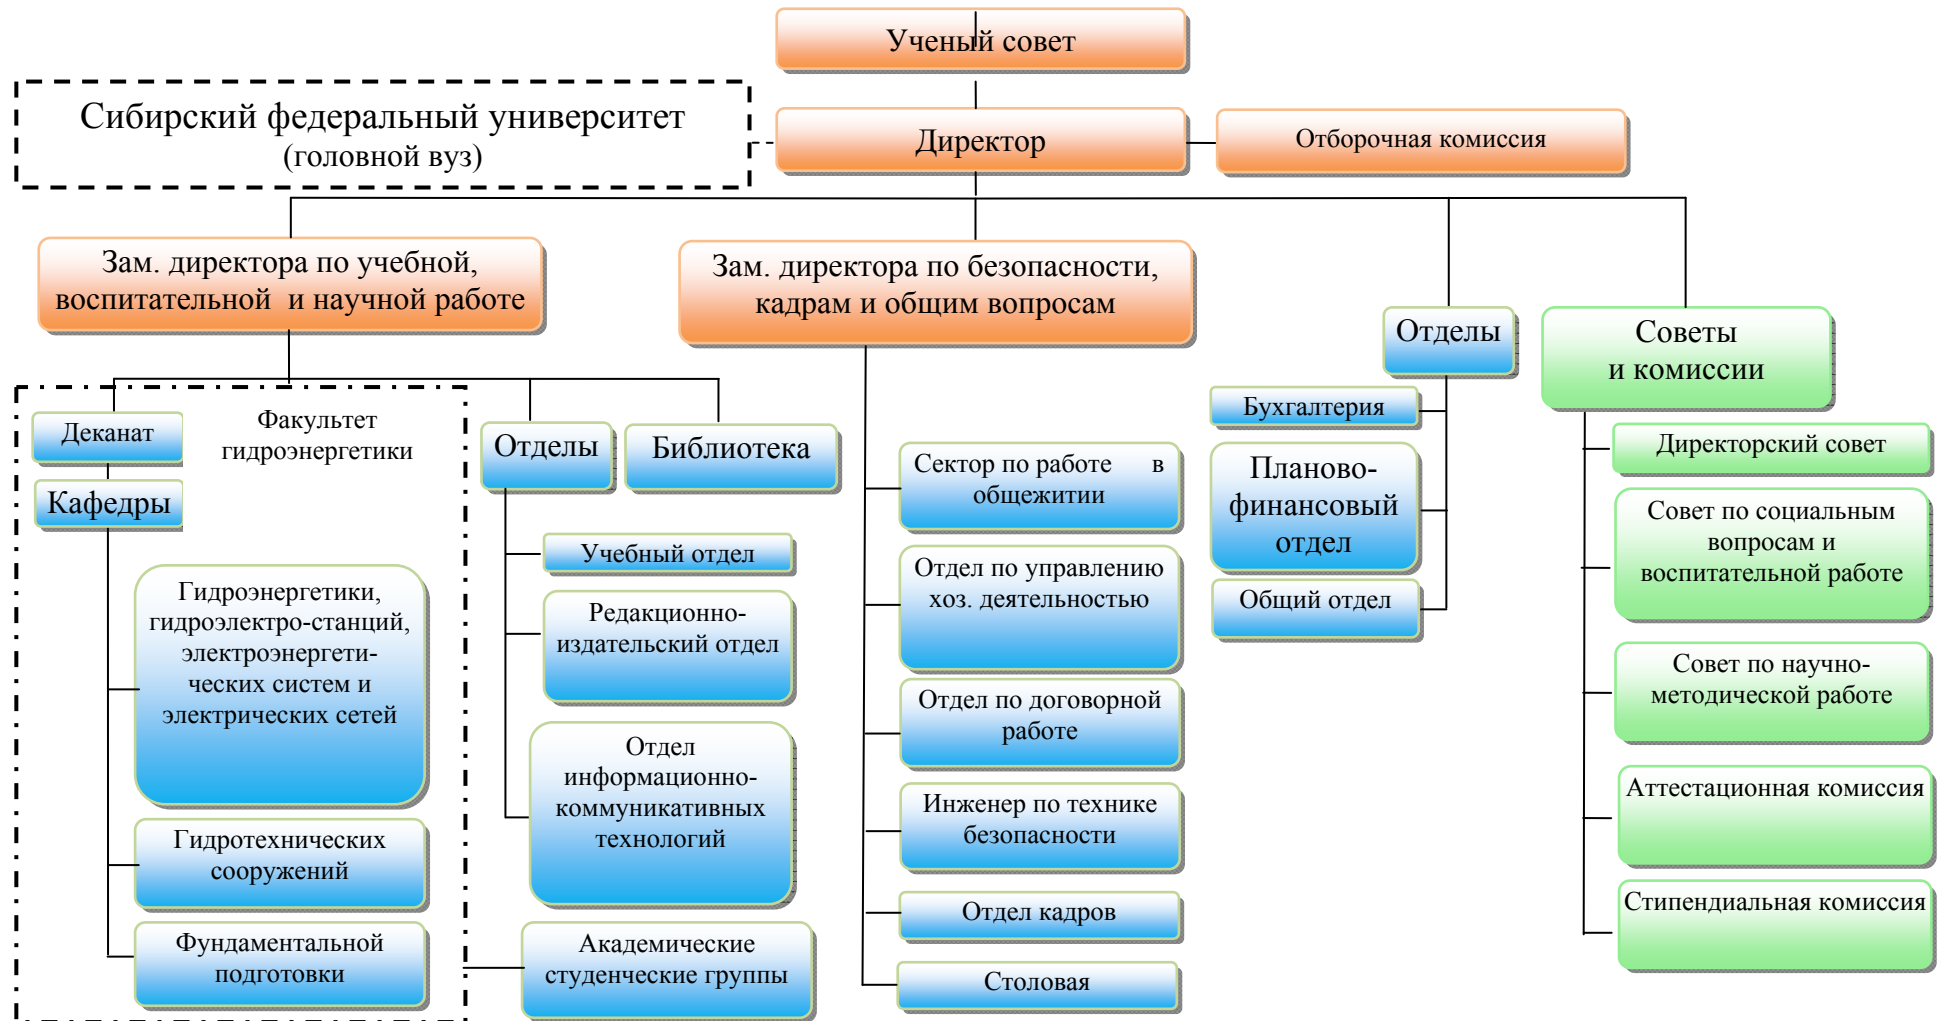 Ученый совет
Сибирский федеральный университет
(головной вуз)
Директор
Отборочная комиссия
Зам. директора по учебной,
воспитательной и научной работе
Зам. директора по безопасности,
кадрам и общим вопросам
Отделы
Советы
и комиссии
Деканат
Факультет
гидроэнергетики
Кафедры
Гидроэнергетики,
гидроэлектро-станций,
электроэнергети-
ческих систем и
электрических сетей
Гидротехнических
сооружений
Фундаментальной
подготовки
Отделы
Библиотека
Учебный отдел
Редакционно-
издательский отдел
Отдел
информационно-
коммуникативных
технологий
Академические
студенческие группы
Сектор по работе в
общежитии
Отдел по управлению
хоз. деятельностью
Отдел по договорной
работе
Инженер по технике
безопасности
Отдел кадров
Столовая
Бухгалтерия
Планово-
финансовый
отдел
Общий отдел
Директорский совет
Совет по социальным
вопросам и
воспитательной работе
Совет по научно-
методической работе
Аттестационная комиссия
Стипендиальная комиссия